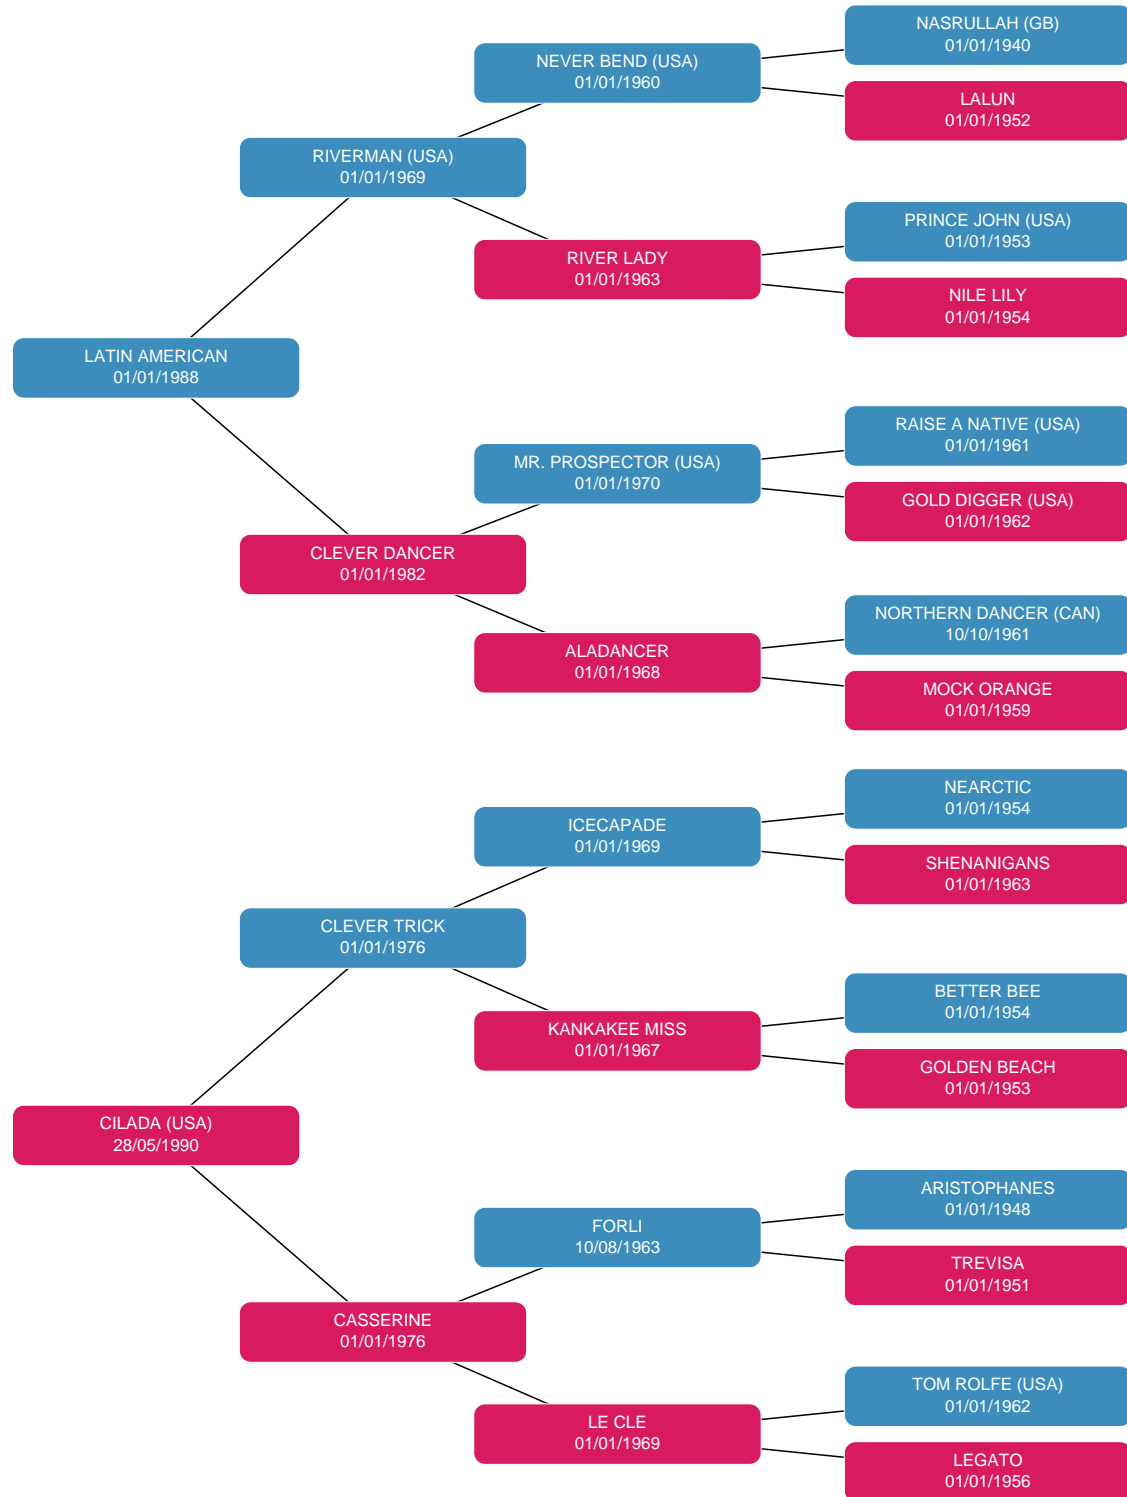 NASRULLAH (GB)
01/01/1940
NEVER BEND (USA)
01/01/1960
LALUN
01/01/1952
RIVERMAN (USA)
01/01/1969
PRINCE JOHN (USA)
01/01/1953
RIVER LADY
01/01/1963
NILE LILY
01/01/1954
LATIN AMERICAN
01/01/1988
RAISE A NATIVE (USA)
01/01/1961
MR. PROSPECTOR (USA)
01/01/1970
GOLD DIGGER (USA)
01/01/1962
CLEVER DANCER
01/01/1982
NORTHERN DANCER (CAN)
10/10/1961
ALADANCER
01/01/1968
MOCK ORANGE
01/01/1959
NEARCTIC
01/01/1954
ICECAPADE
01/01/1969
SHENANIGANS
01/01/1963
CLEVER TRICK
01/01/1976
BETTER BEE
01/01/1954
KANKAKEE MISS
01/01/1967
GOLDEN BEACH
01/01/1953
CILADA (USA)
28/05/1990
ARISTOPHANES
01/01/1948
FORLI
10/08/1963
TREVISA
01/01/1951
CASSERINE
01/01/1976
TOM ROLFE (USA)
01/01/1962
LE CLE
01/01/1969
LEGATO
01/01/1956